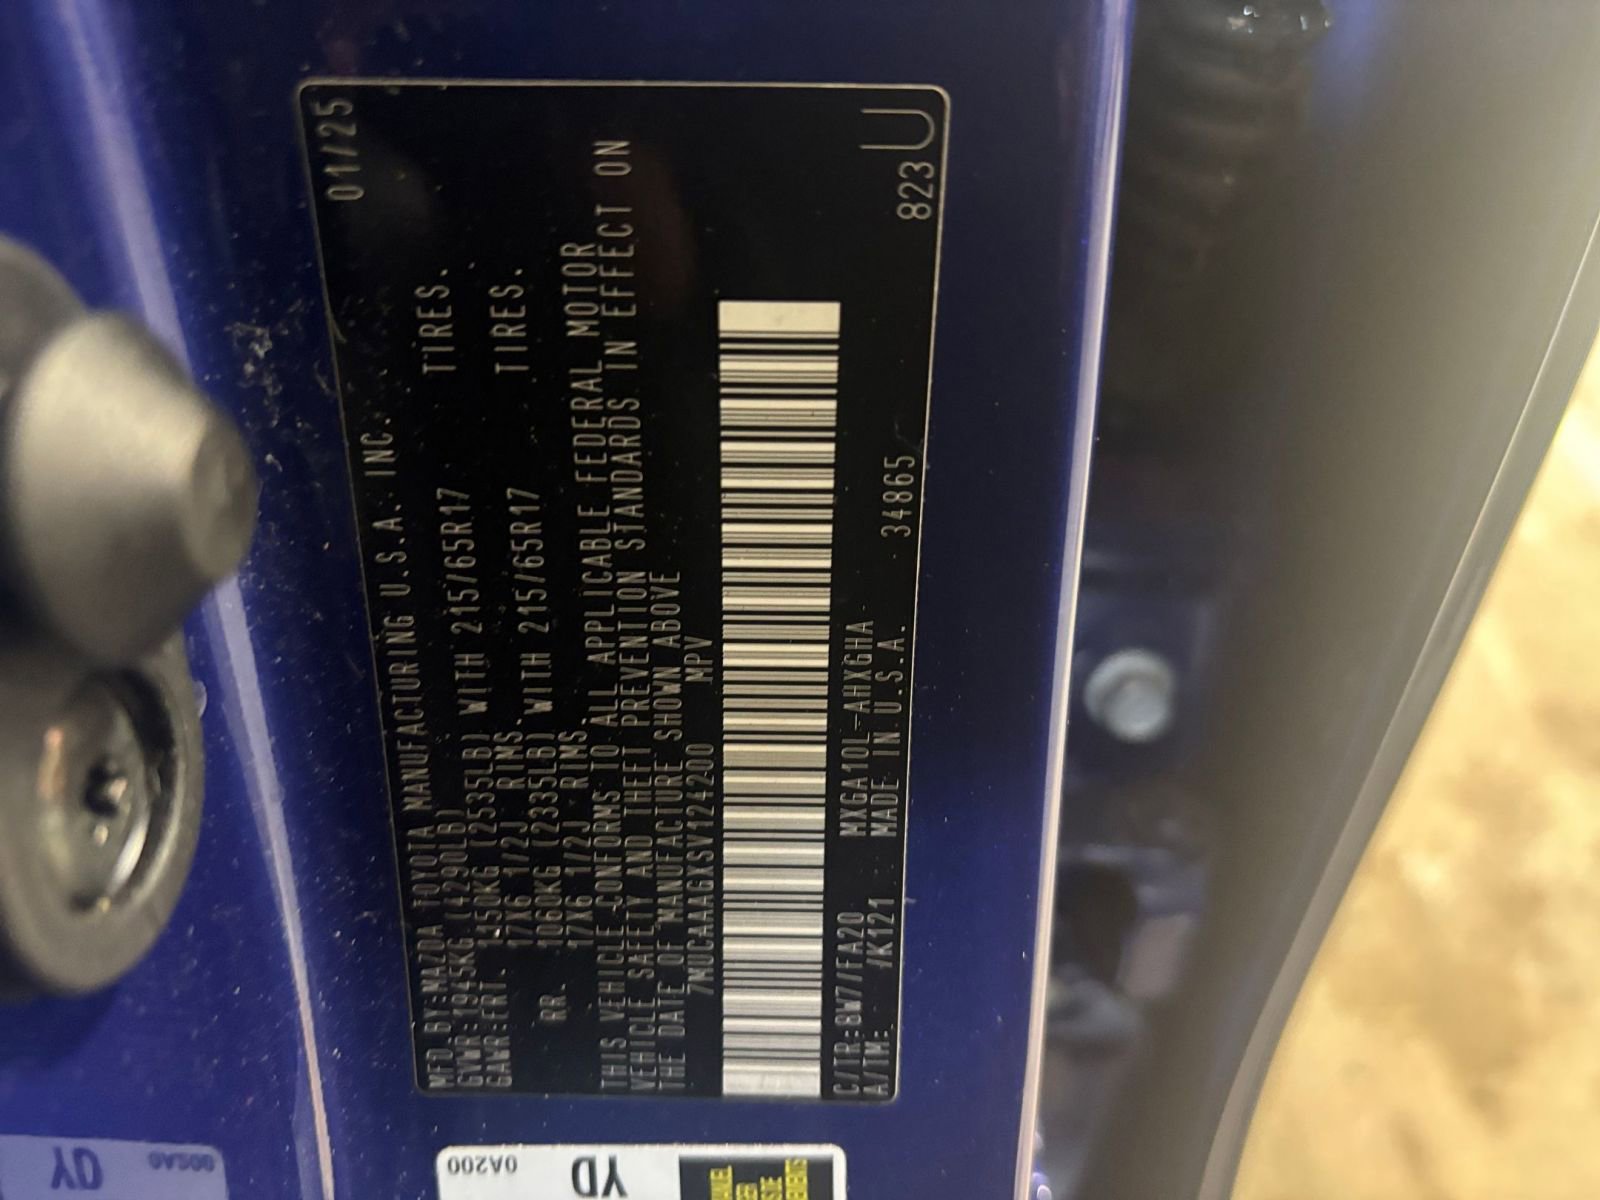 01/25
MFD.BY:MAZDA TOYOTA MANUFACTURING U.S.A. INC.
GVWR:1945KG(4290LB)
GAWR:FRT. 1150KG(2535LB) WITH 215/65R17 TIRES.
17X6 1/2J RIMS.
RR. 1060KG(2335LB) WITH 215/65R17 TIRES.
17X6 1/2J RIMS.
THIS VEHICLE CONFORMS TO ALL APPLICABLE FEDERAL MOTOR
VEHICLE SAFETY AND THEFT PREVENTION STANDARDS IN EFFECT ON
THE DATE OF MANUFACTURE SHOWN ABOVE
7MUCAAAGXSV124200 MPV
C/TR:8W7/FA20 MXGA10L-AHXGHA 34865 823 U
A/TM: /K121 MADE IN U.S.A.
0A200
YD
00SA0
QY